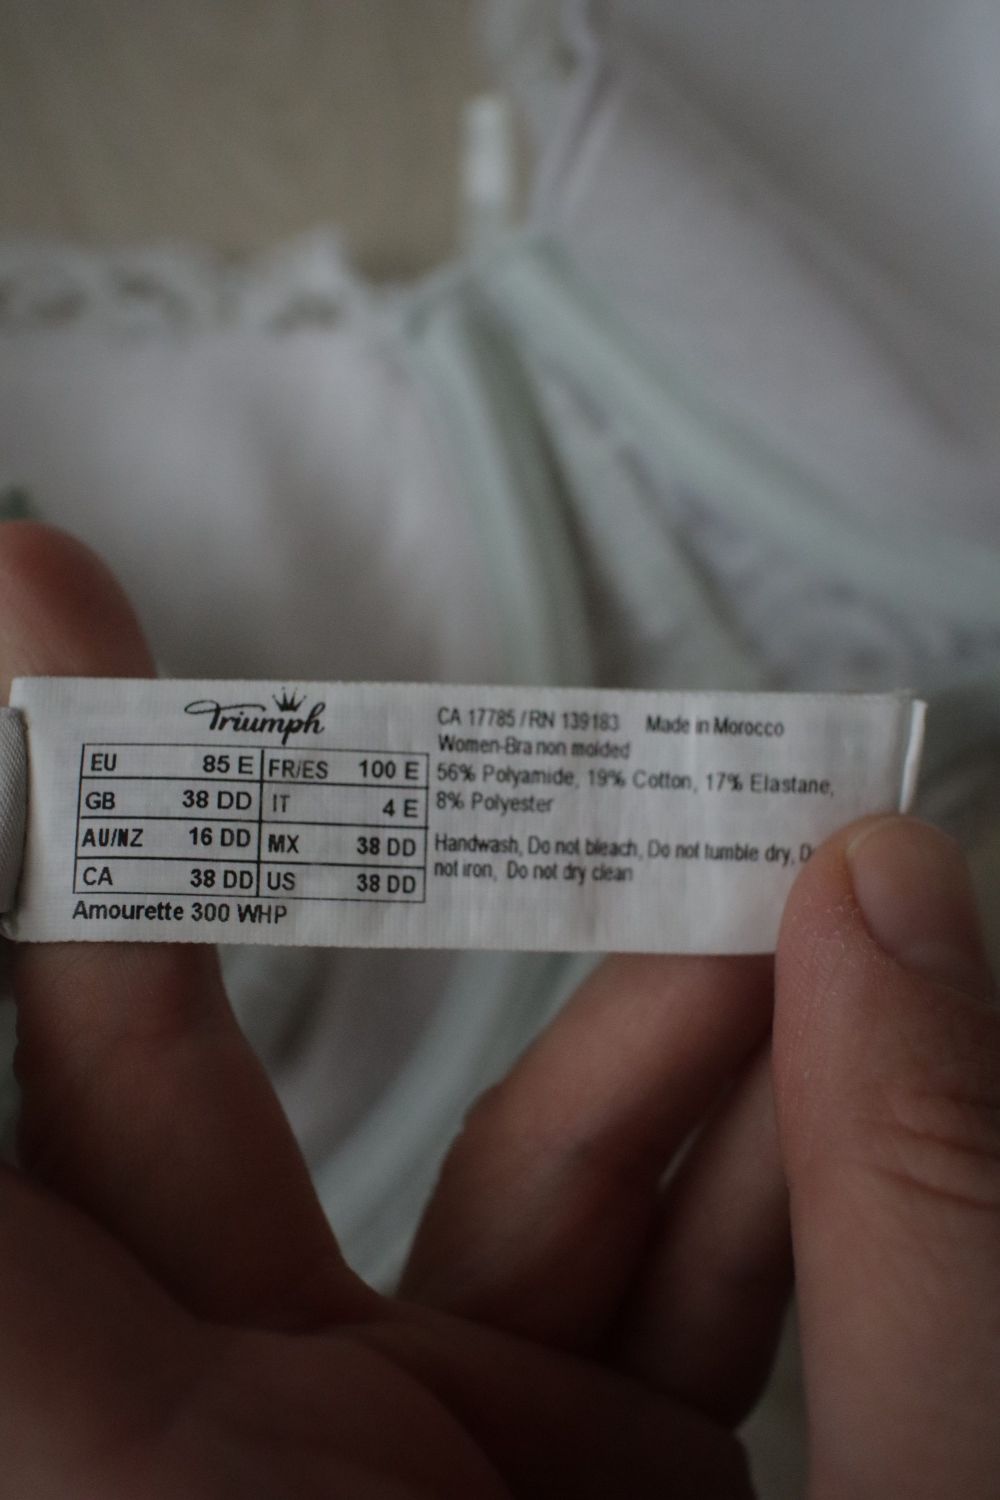 Triumph
EU 85 E FR/ES 100 E
GB 38 DD IT 4 E
AU/NZ 16 DD MX 38 DD
CA 38 DD US 38 DD
Amourette 300 WHP
CA 17785 / RN 139183 Made in Morocco
Women-Bra non molded
56% Polyamide, 19% Cotton, 17% Elastane,
8% Polyester
Handwash, Do not bleach, Do not tumble dry,
not iron, Do not dry clean